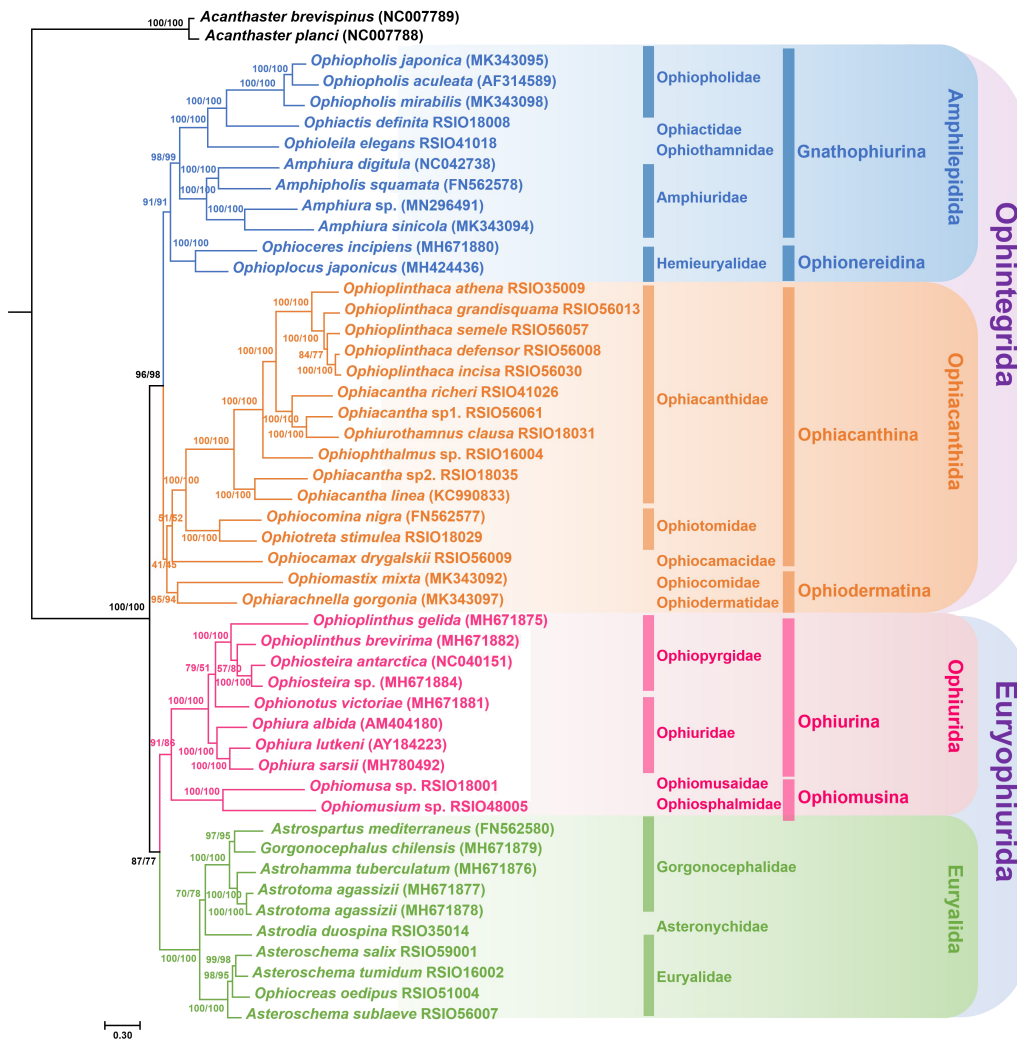 100/100
Acanthaster brevispinus (NC007789)
Acanthaster planci (NC007788)
Ophiopholis japonica (MK343095)
100/100
Ophiopholis aculeata (AF314589)
100/100
Ophiopholis mirabilis (MK343098)
100/100
Ophiactis definita RSIO18008
100/100
Ophioleila elegans RSIO41018
98/99
Amphiura digitula (NC042738)
100/100
Amphipholis squamata (FN562578)
100/100
Amphiura sp. (MN296491)
100/100
Amphiura sinicola (MK343094)
91/91
Ophioceres incipiens (MH671880)
100/100
Ophioplocus japonicus (MH424436)
Ophiopholidae
Ophiactidae
Ophiothamnidae
Amphiuridae
Hemieuryalidae
Gnathophiurina
Ophionereidina
Amphilepidida
Ophioplinthaca athena RSIO35009
100/100
Ophioplinthaca grandisquama RSIO56013
100/100
Ophioplinthaca semele RSIO56057
84/77
Ophioplinthaca defensor RSIO56008
100/100
Ophioplinthaca incisa RSIO56030
100/100
Ophiacantha richeri RSIO41026
100/100
Ophiacantha sp1. RSIO56061
100/100
Ophiurothamnus clausa RSIO18031
100/100
Ophiophthalmus sp. RSIO16004
100/100
Ophiacantha sp2. RSIO18035
100/100
Ophiacantha linea (KC990833)
51/52
Ophiocomina nigra (FN562577)
100/100
Ophiotreta stimulea RSIO18029
41/45
Ophiocamax drygalskii RSIO56009
Ophiomastix mixta (MK343092)
95/94
Ophiarachnella gorgonia (MK343097)
96/98
Ophiacanthidae
Ophiotomidae
Ophiocamacidae
Ophiocomidae
Ophiodermatidae
Ophiacanthina
Ophiodermatina
Ophiacanthida
Ophintegrida
100/100
Ophioplinthus gelida (MH671875)
100/100
Ophioplinthus brevirima (MH671882)
79/51
57/80
Ophiosteira antarctica (NC040151)
100/100
Ophiosteira sp. (MH671884)
100/100
Ophionotus victoriae (MH671881)
Ophiura albida (AM404180)
100/100
Ophiura lutkeni (AY184223)
100/100
Ophiura sarsii (MH780492)
91/86
Ophiomusa sp. RSIO18001
100/100
Ophiomusium sp. RSIO48005
Ophiopyrgidae
Ophiuridae
Ophiomusaidae
Ophiosphalmidae
Ophiurina
Ophiomusina
Ophiurida
87/77
Astrospartus mediterraneus (FN562580)
97/95
Gorgonocephalus chilensis (MH671879)
100/100
Astrohamma tuberculatum (MH671876)
70/78
100/100
Astrotoma agassizii (MH671877)
100/100
Astrotoma agassizii (MH671878)
Astrodia duospina RSIO35014
100/100
Asteroschema salix RSIO59001
99/98
Asteroschema tumidum RSIO16002
98/95
Ophiocreas oedipus RSIO51004
100/100
Asteroschema sublaeve RSIO56007
Gorgonocephalidae
Asteronychidae
Euryalidae
Euryalida
Euryophiurida
0.30